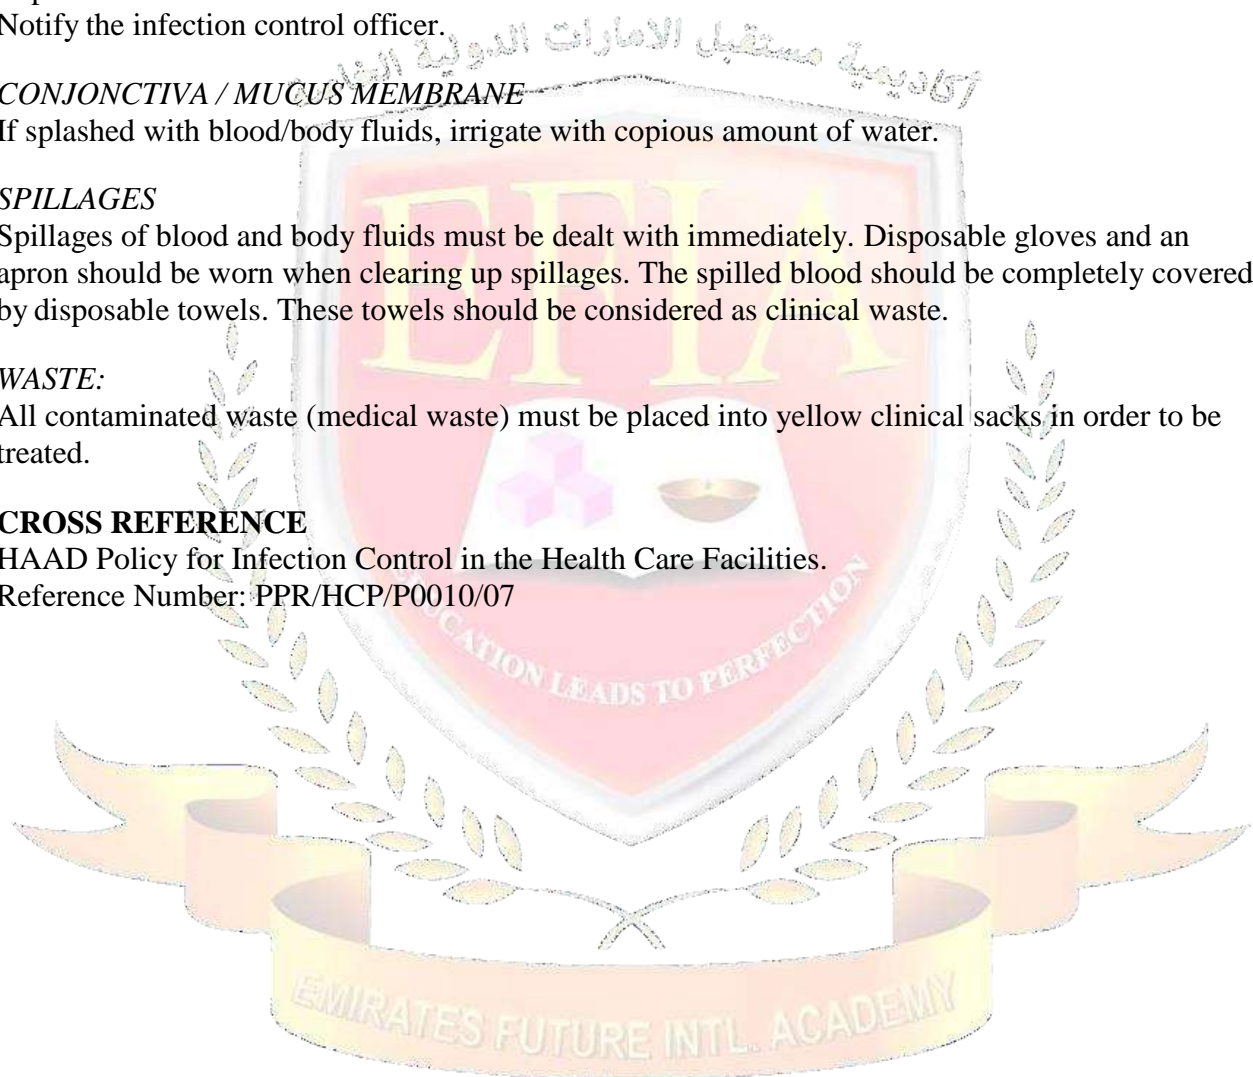 Notify the infection control officer.
أكاديمية مستقبل الامارات الدولية الخاصة
CONJONCTIVA / MUCUS MEMBRANE
If splashed with blood/body fluids, irrigate with copious amount of water.
SPILLAGES
Spillages of blood and body fluids must be dealt with immediately. Disposable gloves and an
apron should be worn when clearing up spillages. The spilled blood should be completely covered
by disposable towels. These towels should be considered as clinical waste.
EFIA
WASTE:
All contaminated waste (medical waste) must be placed into yellow clinical sacks in order to be
treated.
CROSS REFERENCE
HAAD Policy for Infection Control in the Health Care Facilities.
Reference Number: PPR/HCP/P0010/07
EDUCATION LEADS TO PERFECTION
EMIRATES FUTURE INTL. ACADEMY